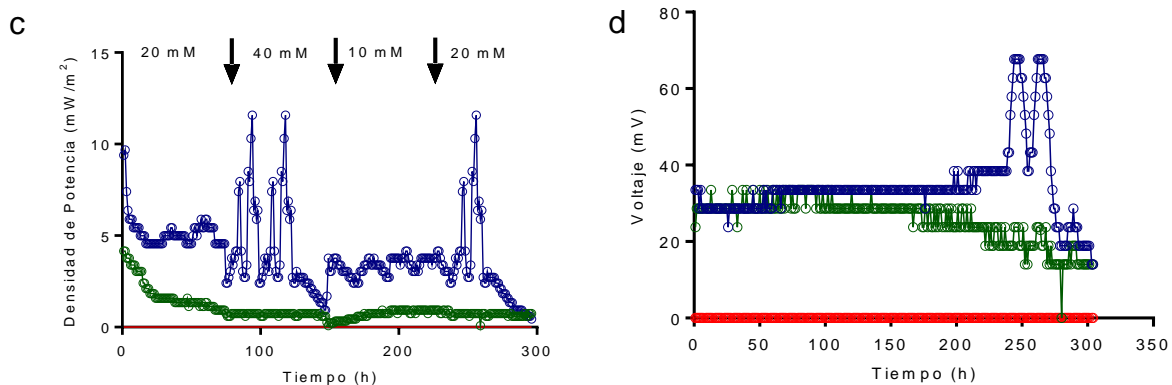 c
20 mM 40 mM 10 mM 20 mM
15
10
5
0
Densidad de Potencia (mW/m²)
0 100 200 300
Tiempo (h)
d
80
60
40
20
0
Voltaje (mV)
0 50 100 150 200 250 300 350
Tiempo (h)